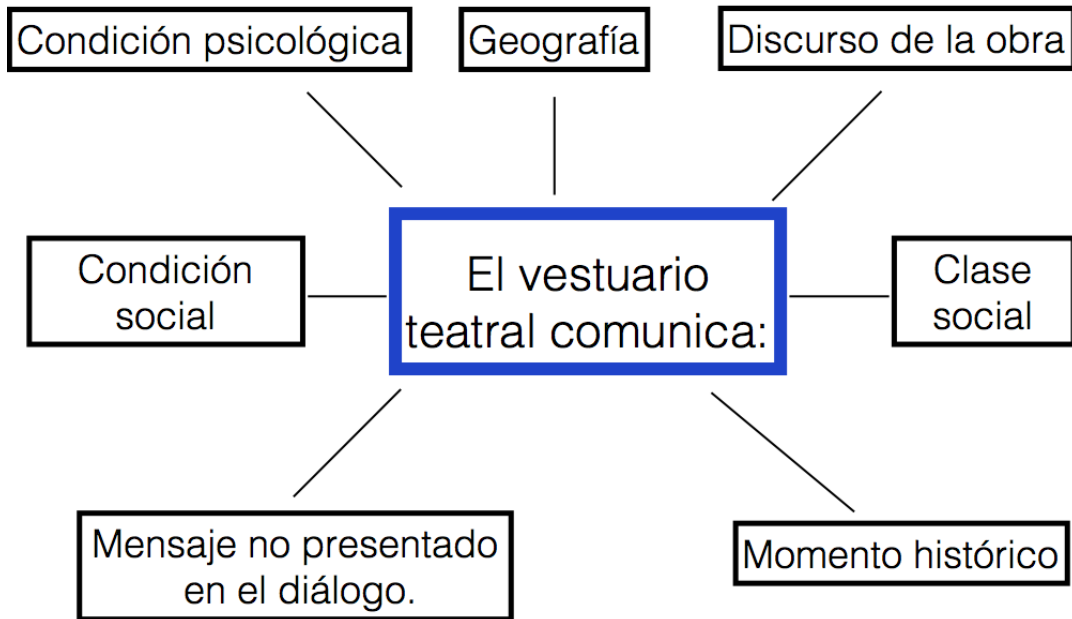 Condición psicológica
Geografía
Discurso de la obra
Condición
social
El vestuario
teatral comunica:
Clase
social
Mensaje no presentado
en el diálogo.
Momento histórico